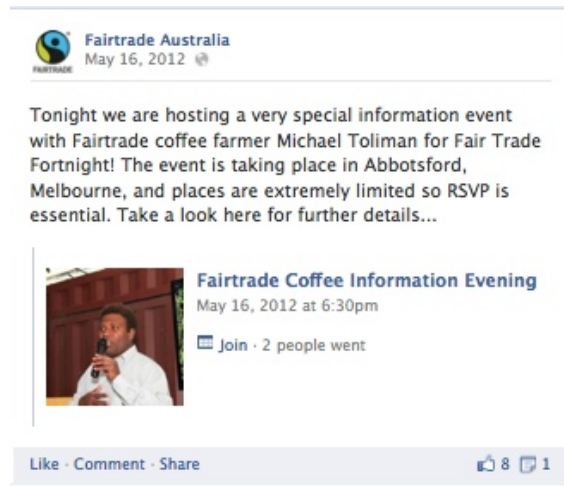 Fairtrade Australia
May 16, 2012
FAIRTRADE
Tonight we are hosting a very special information event
with Fairtrade coffee farmer Michael Toliman for Fair Trade
Fortnight! The event is taking place in Abbotsford,
Melbourne, and places are extremely limited so RSVP is
essential. Take a look here for further details...
Fairtrade Coffee Information Evening
May 16, 2012 at 6:30pm
Join · 2 people went
Like · Comment · Share
8 1